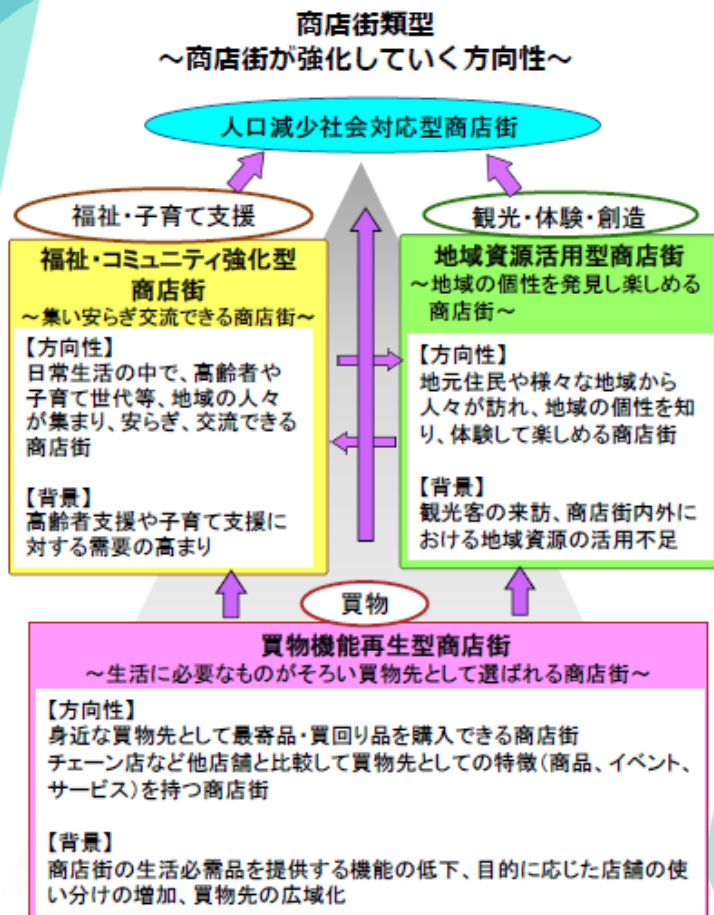 商店街類型
～商店街が強化していく方向性～
人口減少社会対応型商店街
福祉・子育て支援
観光・体験・創造
福祉・コミュニティ強化型
商店街
～集い安らぎ交流できる商店街～
【方向性】
日常生活の中で、高齢者や
子育て世代等、地域の人々
が集まり、安らぎ、交流できる
商店街
【背景】
高齢者支援や子育て支援に
対する需要の高まり
地域資源活用型商店街
～地域の個性を発見し楽しめる
商店街～
【方向性】
地元住民や様々な地域から
人々が訪れ、地域の個性を知
り、体験して楽しめる商店街
【背景】
観光客の来訪、商店街内外に
おける地域資源の活用不足
買物
買物機能再生型商店街
～生活に必要なものがそろい買物先として選ばれる商店街～
【方向性】
身近な買物先として最寄品・買回り品を購入できる商店街
チェーン店など他店舗と比較して買物先としての特徴（商品、イベント、
サービス）を持つ商店街
【背景】
商店街の生活必需品を提供する機能の低下、目的に応じた店舗の使
い分けの増加、買物先の広域化